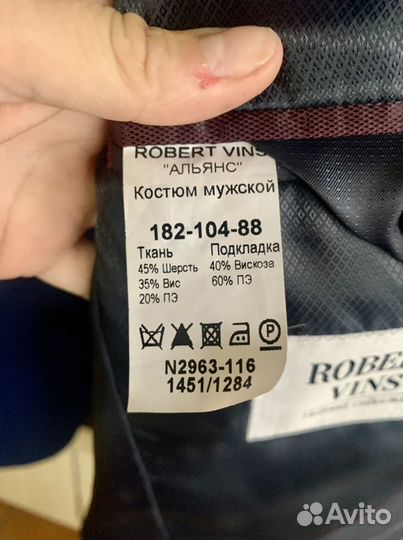 ROBERT VINS
"АЛЬЯНС"
Костюм мужской
182-104-88
Ткань Подкладка
45% Шерсть 40% Вискоза
35% Вис 60% ПЭ
20% ПЭ
P
N2963-116
1451/1284
ROBERT
VINS
Avito